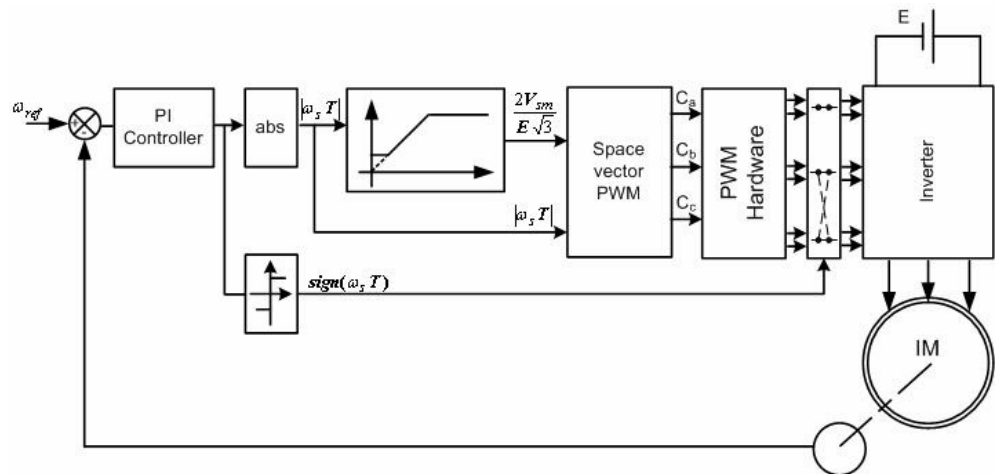 E
ω_ref
+
-
PI
Controller
abs
|ω_s T|
2V_sm
E√3
Space
vector
PWM
|ω_s T|
C_a
C_b
C_c
PWM
Hardware
Inverter
sign(ω_s T)
IM